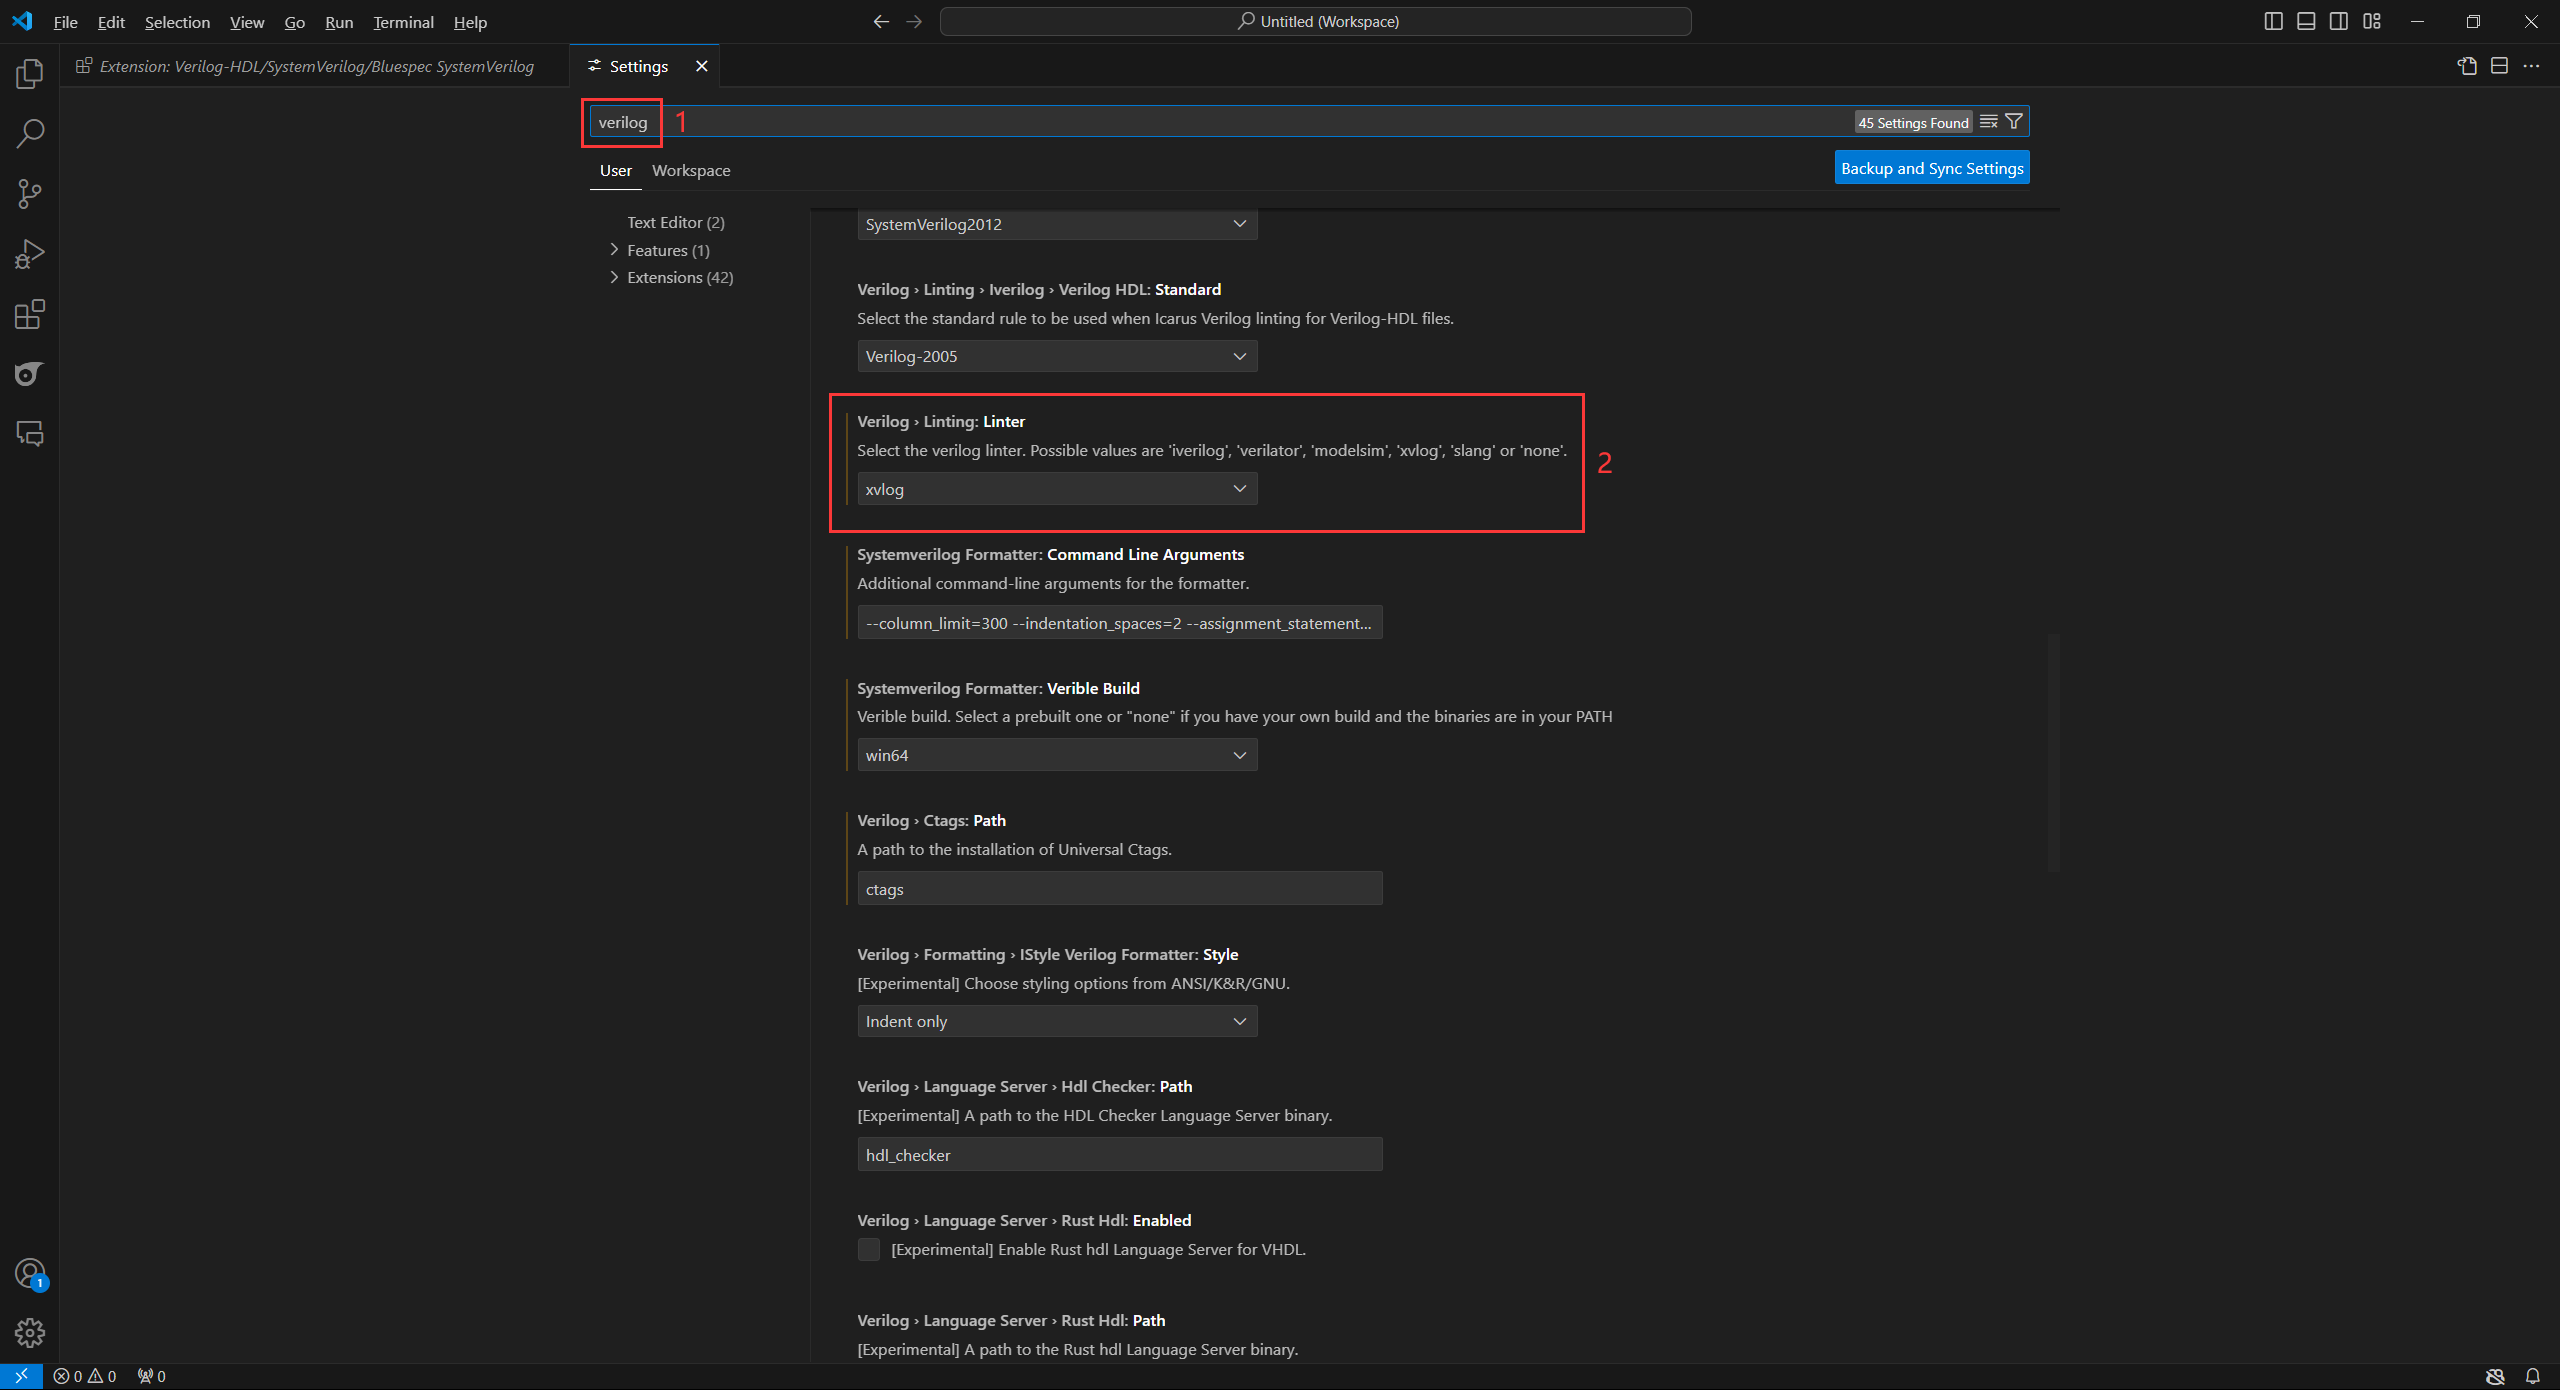 File Edit Selection View Go Run Terminal Help
Untitled (Workspace)
Extension: Verilog-HDL/SystemVerilog/Bluespec SystemVerilog
Settings
verilog
1
45 Settings Found
User
Workspace
Backup and Sync Settings
Text Editor (2)
Features (1)
Extensions (42)
SystemVerilog2012
Verilog › Linting › Iverilog › Verilog HDL: Standard
Select the standard rule to be used when Icarus Verilog linting for Verilog-HDL files.
Verilog-2005
Verilog › Linting: Linter
Select the verilog linter. Possible values are 'iverilog', 'verilator', 'modelsim', 'xvlog', 'slang' or 'none'.
2
xvlog
Systemverilog Formatter: Command Line Arguments
Additional command-line arguments for the formatter.
--column_limit=300 --indentation_spaces=2 --assignment_statement...
Systemverilog Formatter: Verible Build
Verible build. Select a prebuilt one or "none" if you have your own build and the binaries are in your PATH
win64
Verilog › Ctags: Path
A path to the installation of Universal Ctags.
ctags
Verilog › Formatting › IStyle Verilog Formatter: Style
[Experimental] Choose styling options from ANSI/K&R/GNU.
Indent only
Verilog › Language Server › Hdl Checker: Path
[Experimental] A path to the HDL Checker Language Server binary.
hdl_checker
Verilog › Language Server › Rust Hdl: Enabled
[Experimental] Enable Rust hdl Language Server for VHDL.
Verilog › Language Server › Rust Hdl: Path
[Experimental] A path to the Rust hdl Language Server binary.
1
0 0 0